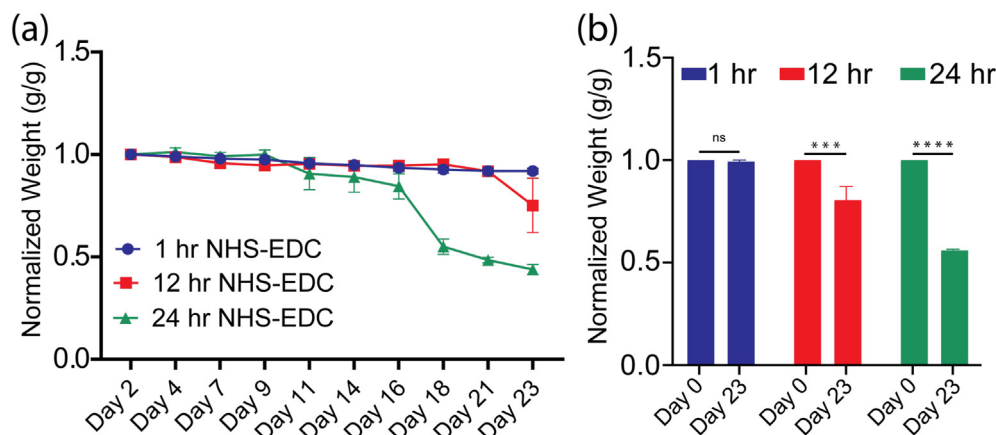 (a)
Normalized Weight (g/g)
1.5
1.0
0.5
0.0
1 hr NHS-EDC
12 hr NHS-EDC
24 hr NHS-EDC
Day 2
Day 4
Day 7
Day 9
Day 11
Day 14
Day 16
Day 18
Day 21
Day 23
(b)
Normalized Weight (g/g)
1.5
1.0
0.5
0.0
1 hr 12 hr 24 hr
ns
***
****
Day 0
Day 23
Day 0
Day 23
Day 0
Day 23